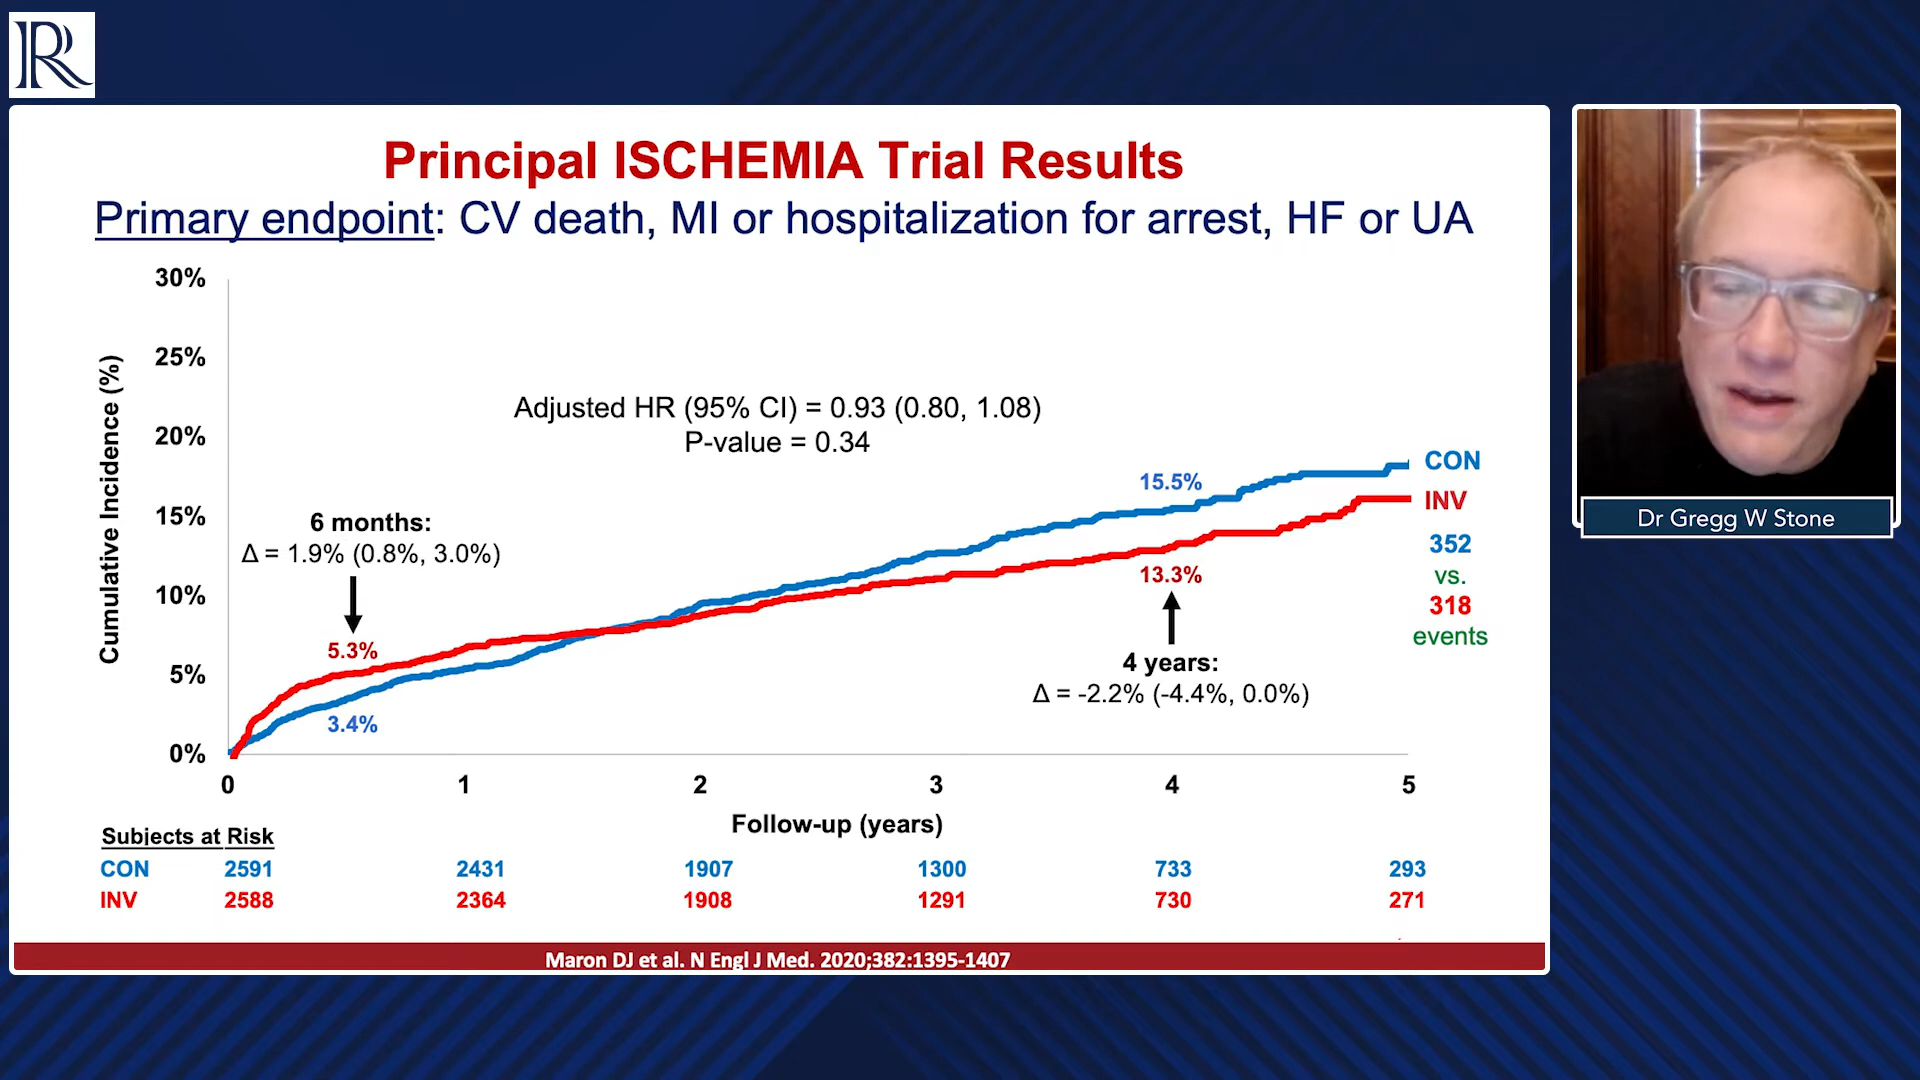 R
Principal ISCHEMIA Trial Results
Primary endpoint: CV death, MI or hospitalization for arrest, HF or UA
30%
25%
20%
15%
10%
5%
0%
Cumulative Incidence (%)
Adjusted HR (95% CI) = 0.93 (0.80, 1.08)
P-value = 0.34
6 months:
Δ = 1.9% (0.8%, 3.0%)
5.3%
3.4%
15.5%
13.3%
4 years:
Δ = -2.2% (-4.4%, 0.0%)
CON
INV
352
vs.
318
events
0 1 2 3 4 5
Follow-up (years)
Subjects at Risk
CON 2591 2431 1907 1300 733 293
INV 2588 2364 1908 1291 730 271
Maron DJ et al. N Engl J Med. 2020;382:1395-1407
Dr Gregg W Stone